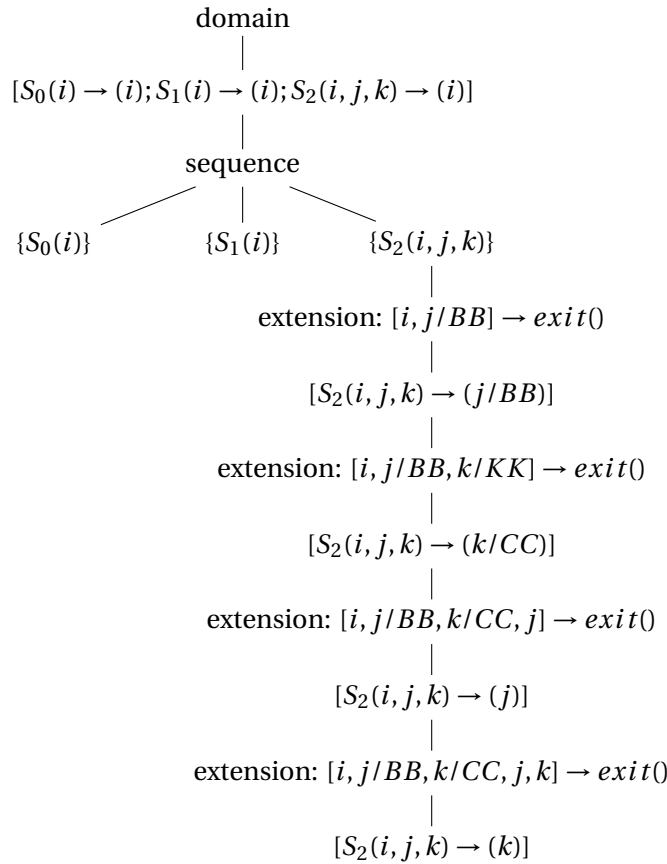 domain
[S₀(i) → (i); S₁(i) → (i); S₂(i, j, k) → (i)]
sequence
{S₀(i)} {S₁(i)} {S₂(i, j, k)}
extension: [i, j/BB] → exit()
[S₂(i, j, k) → (j/BB)]
extension: [i, j/BB, k/KK] → exit()
[S₂(i, j, k) → (k/CC)]
extension: [i, j/BB, k/CC, j] → exit()
[S₂(i, j, k) → (j)]
extension: [i, j/BB, k/CC, j, k] → exit()
[S₂(i, j, k) → (k)]